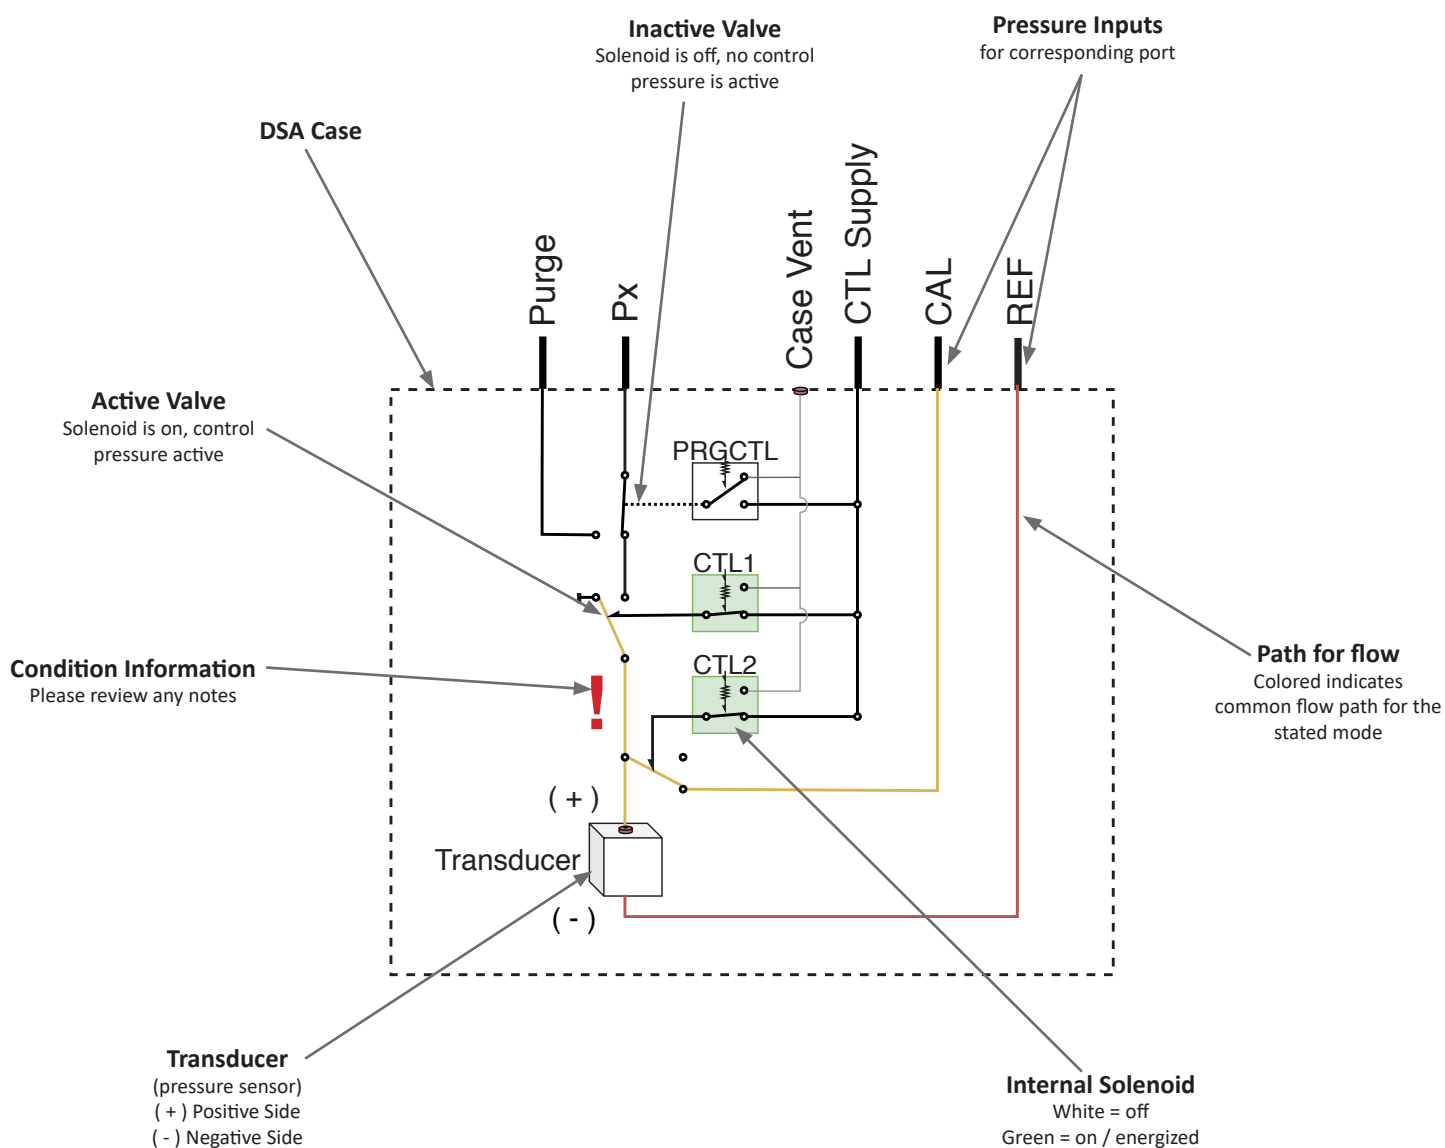 Inactive Valve
Solenoid is off, no control
pressure is active
Pressure Inputs
for corresponding port
DSA Case
Purge
Px
Case Vent
CTL Supply
CAL
REF
Active Valve
Solenoid is on, control
pressure active
PRGCTL
CTL1
CTL2
Condition Information
Please review any notes
!
Path for flow
Colored indicates
common flow path for the
stated mode
( + )
Transducer
( - )
Transducer
(pressure sensor)
( + ) Positive Side
( - ) Negative Side
Internal Solenoid
White = off
Green = on / energized